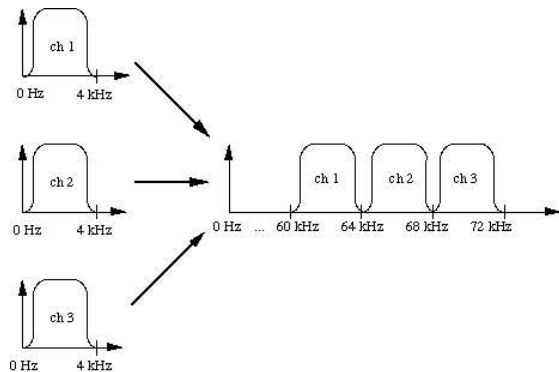 ch 1
0 Hz 4 kHz
ch 2
0 Hz 4 kHz
ch 3
0 Hz 4 kHz
ch 1 ch 2 ch 3
0 Hz ... 60 kHz 64 kHz 68 kHz 72 kHz